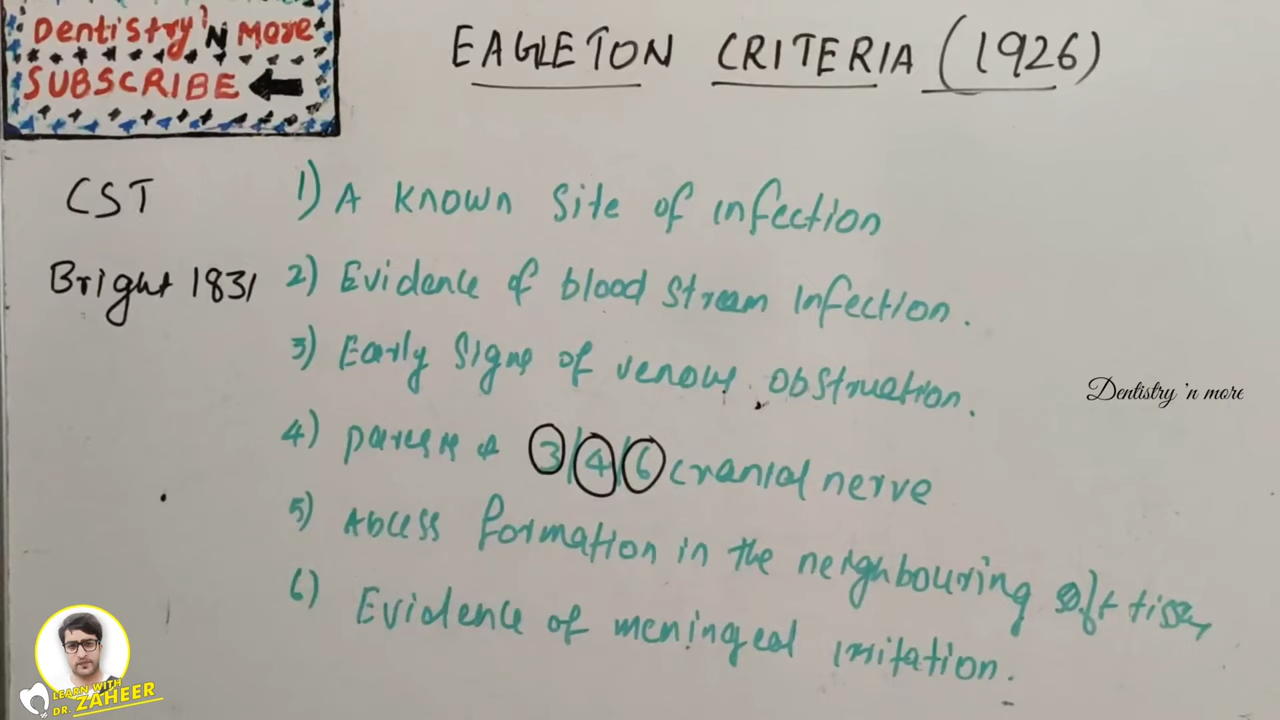 Dentistry 'N More
SUBSCRIBE
EAGLETON CRITERIA (1926)
CST
Bright 1831
1) A known site of infection
2) Evidence of blood stream infection.
3) Early signs of venous obstruction.
4) 3/4/6 cranial nerve
5) Abcess formation in the neighbouring soft tissue
6) Evidence of meningeal irritation.
Dentistry 'n more
LEARN WITH
DR. ZAHEER